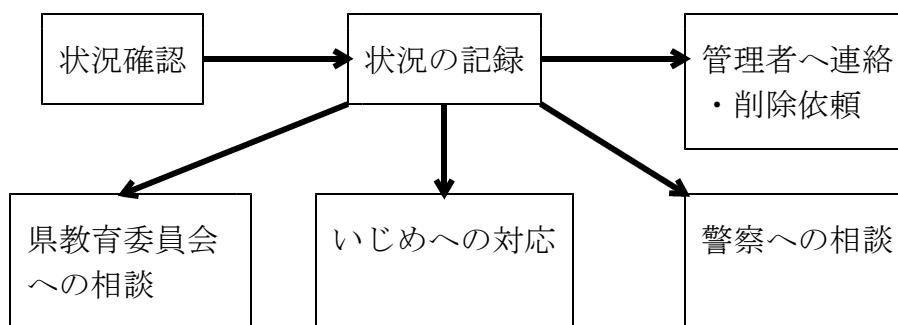 状況確認
状況の記録
管理者へ連絡
・削除依頼
県教育委員会
への相談
いじめへの対応
警察への相談